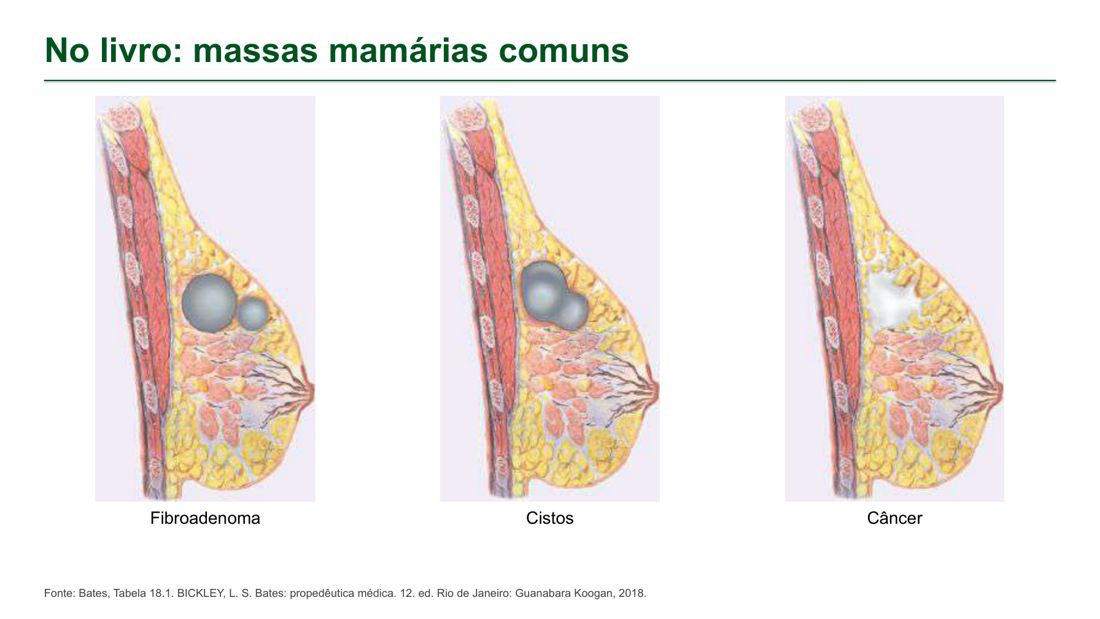 No livro: massas mamárias comuns
Fibroadenoma
Cistos
Câncer
Fonte: Bates, Tabela 18.1. BICKLEY, L. S. Bates: propedêutica médica. 12. ed. Rio de Janeiro: Guanabara Koogan, 2018.